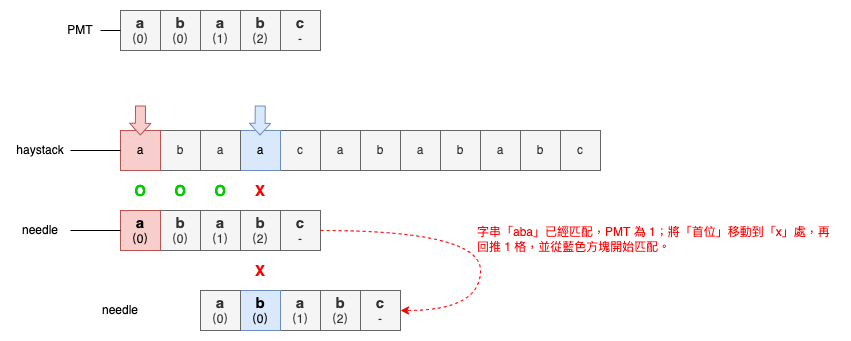 PMT
a b a b c
(0) (0) (1) (2) -
haystack
a b a a c a b a b a b c
O O O X
needle
a b a b c
(0) (0) (1) (2) -
字串「aba」已經匹配，PMT 為 1；將「首位」移動到「x」處，再
回推 1 格，並從藍色方塊開始匹配。
X
needle
a b a b c
(0) (0) (1) (2) -